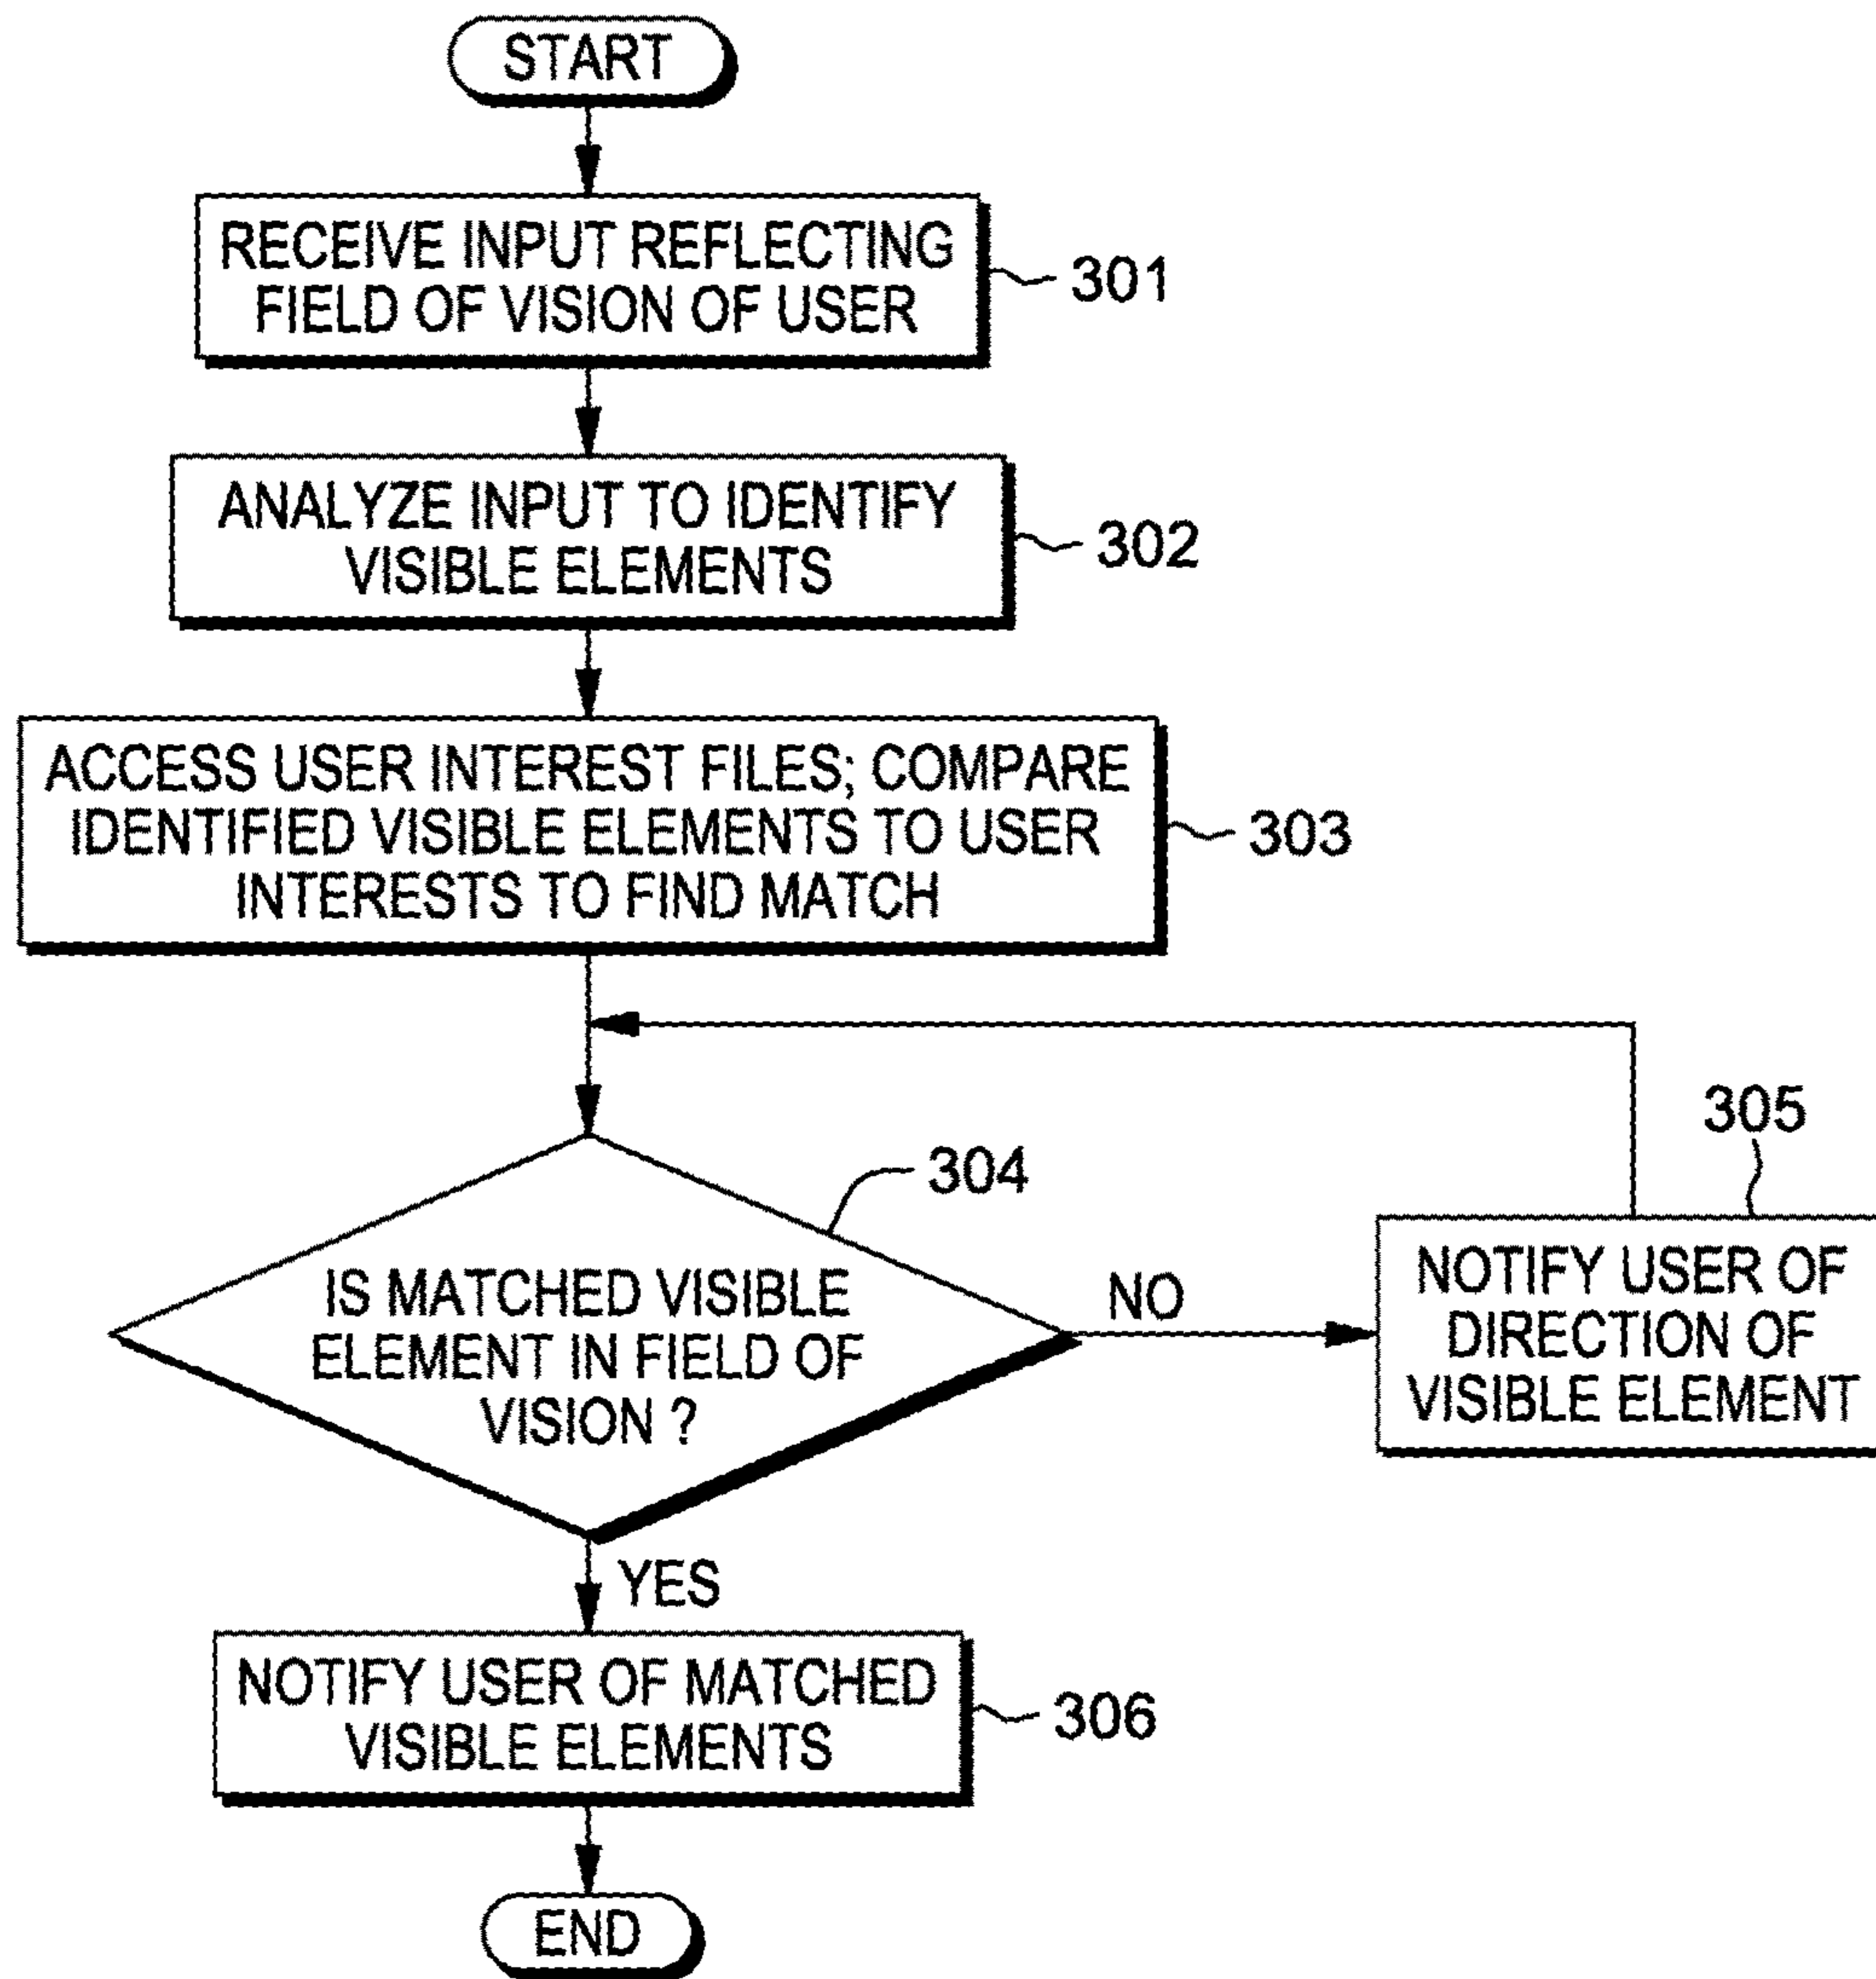 START
RECEIVE INPUT REFLECTING
FIELD OF VISION OF USER
301
ANALYZE INPUT TO IDENTIFY
VISIBLE ELEMENTS
302
ACCESS USER INTEREST FILES; COMPARE
IDENTIFIED VISIBLE ELEMENTS TO USER
INTERESTS TO FIND MATCH
303
304
IS MATCHED VISIBLE
ELEMENT IN FIELD OF
VISION ?
NO
305
NOTIFY USER OF
DIRECTION OF
VISIBLE ELEMENT
YES
NOTIFY USER OF MATCHED
VISIBLE ELEMENTS
306
END